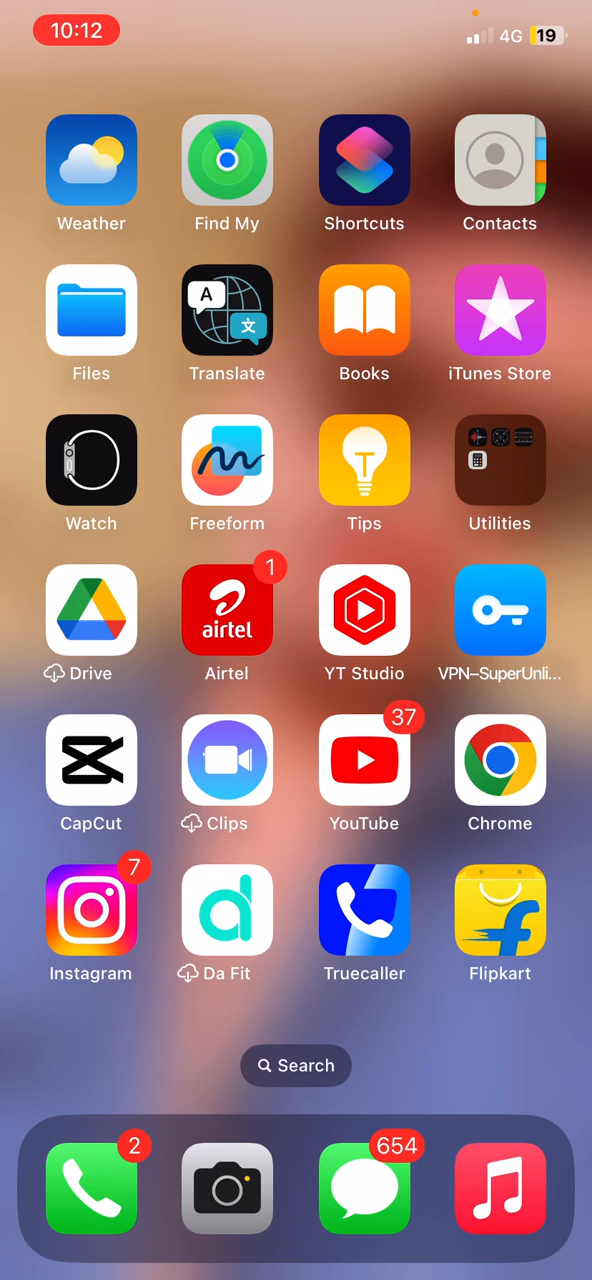 10:12 4G 19
Weather Find My Shortcuts Contacts
A 文
Files Translate Books iTunes Store
Watch Freeform Tips Utilities
1
airtel
Drive Airtel YT Studio VPN–SuperUnli...
37
CapCut Clips YouTube Chrome
7
Instagram Da Fit Truecaller Flipkart
Search
2 654